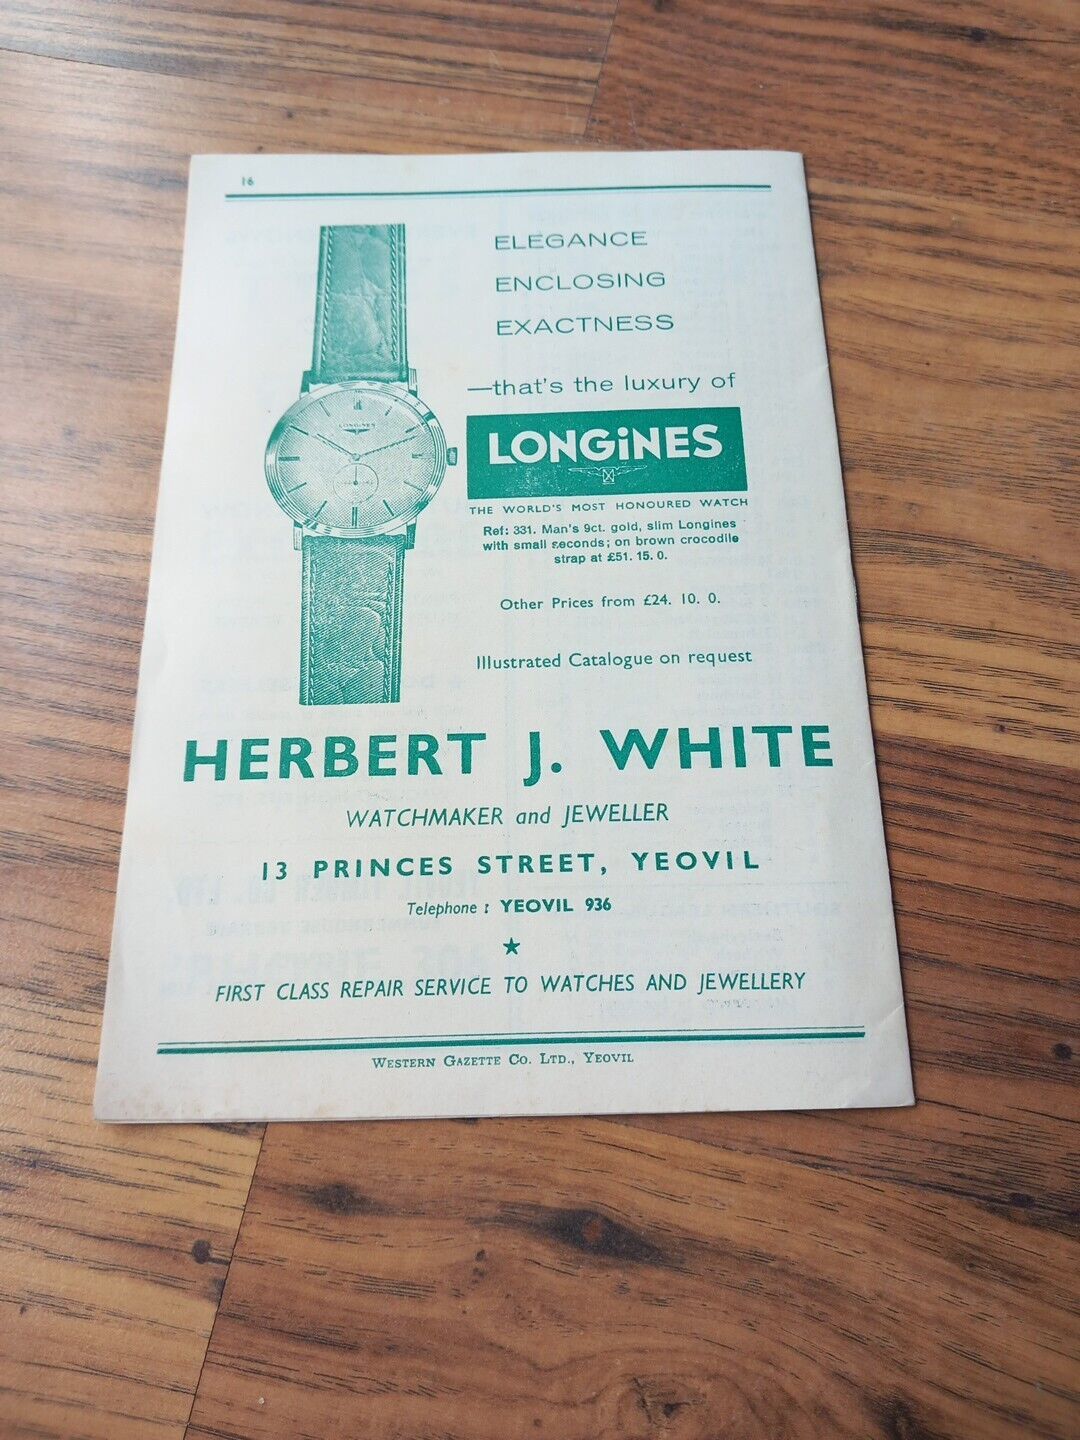 16
ELEGANCE
ENCLOSING
EXACTNESS
—that's the luxury of
LONGINES
LONGiNES
THE WORLD'S MOST HONOURED WATCH
Ref: 331. Man's 9ct. gold, slim Longines
with small seconds; on brown crocodile
strap at £51. 15. 0.
Other Prices from £24. 10. 0.
Illustrated Catalogue on request
HERBERT J. WHITE
WATCHMAKER and JEWELLER
13 PRINCES STREET, YEOVIL
Telephone : YEOVIL 936
FIRST CLASS REPAIR SERVICE TO WATCHES AND JEWELLERY
WESTERN GAZETTE CO. LTD., YEOVIL